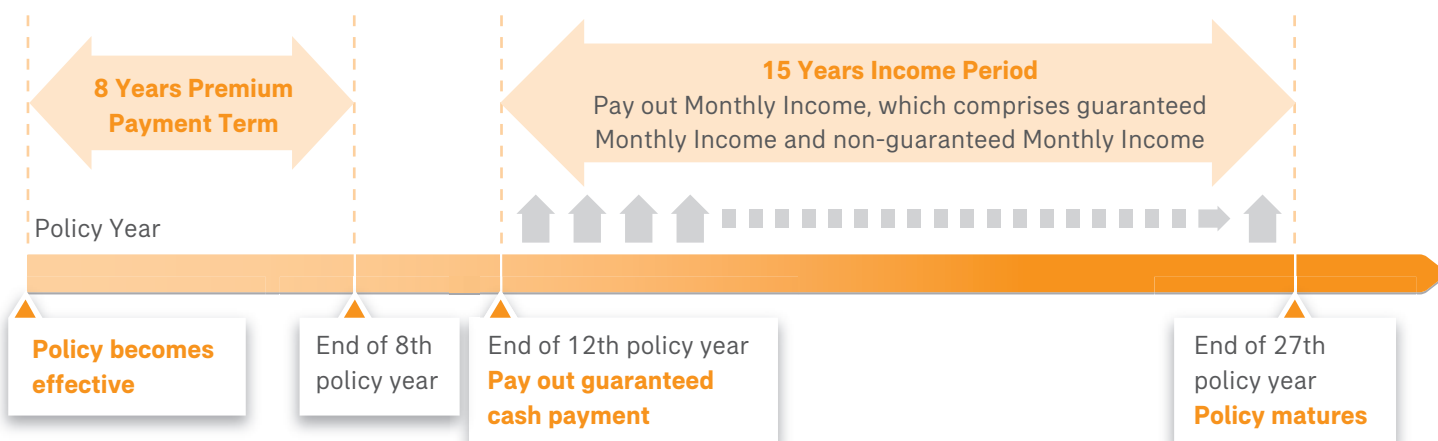 8 Years Premium
Payment Term
15 Years Income Period
Pay out Monthly Income, which comprises guaranteed
Monthly Income and non-guaranteed Monthly Income
Policy Year
Policy becomes
effective
End of 8th
policy year
End of 12th policy year
Pay out guaranteed
cash payment
End of 27th
policy year
Policy matures